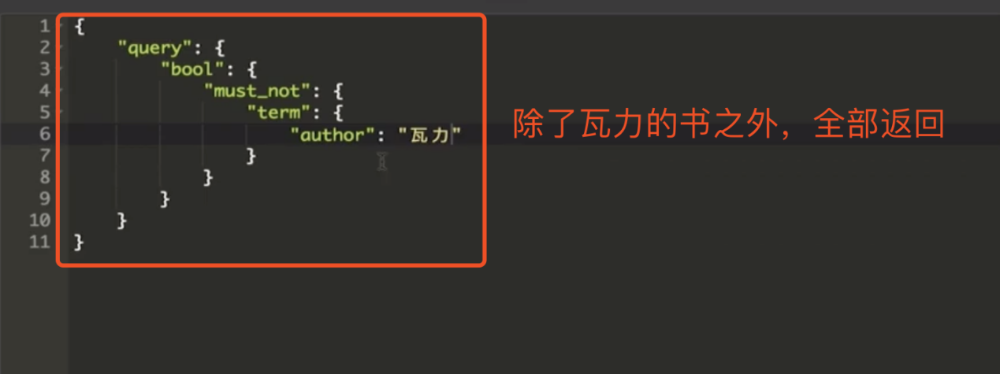 1 {
2 "query": {
3 "bool": {
4 "must_not": {
5 "term": {
6 "author": "瓦力"
除了瓦力的书之外，全部返回
7 }
8 }
9 }
10 }
11 }